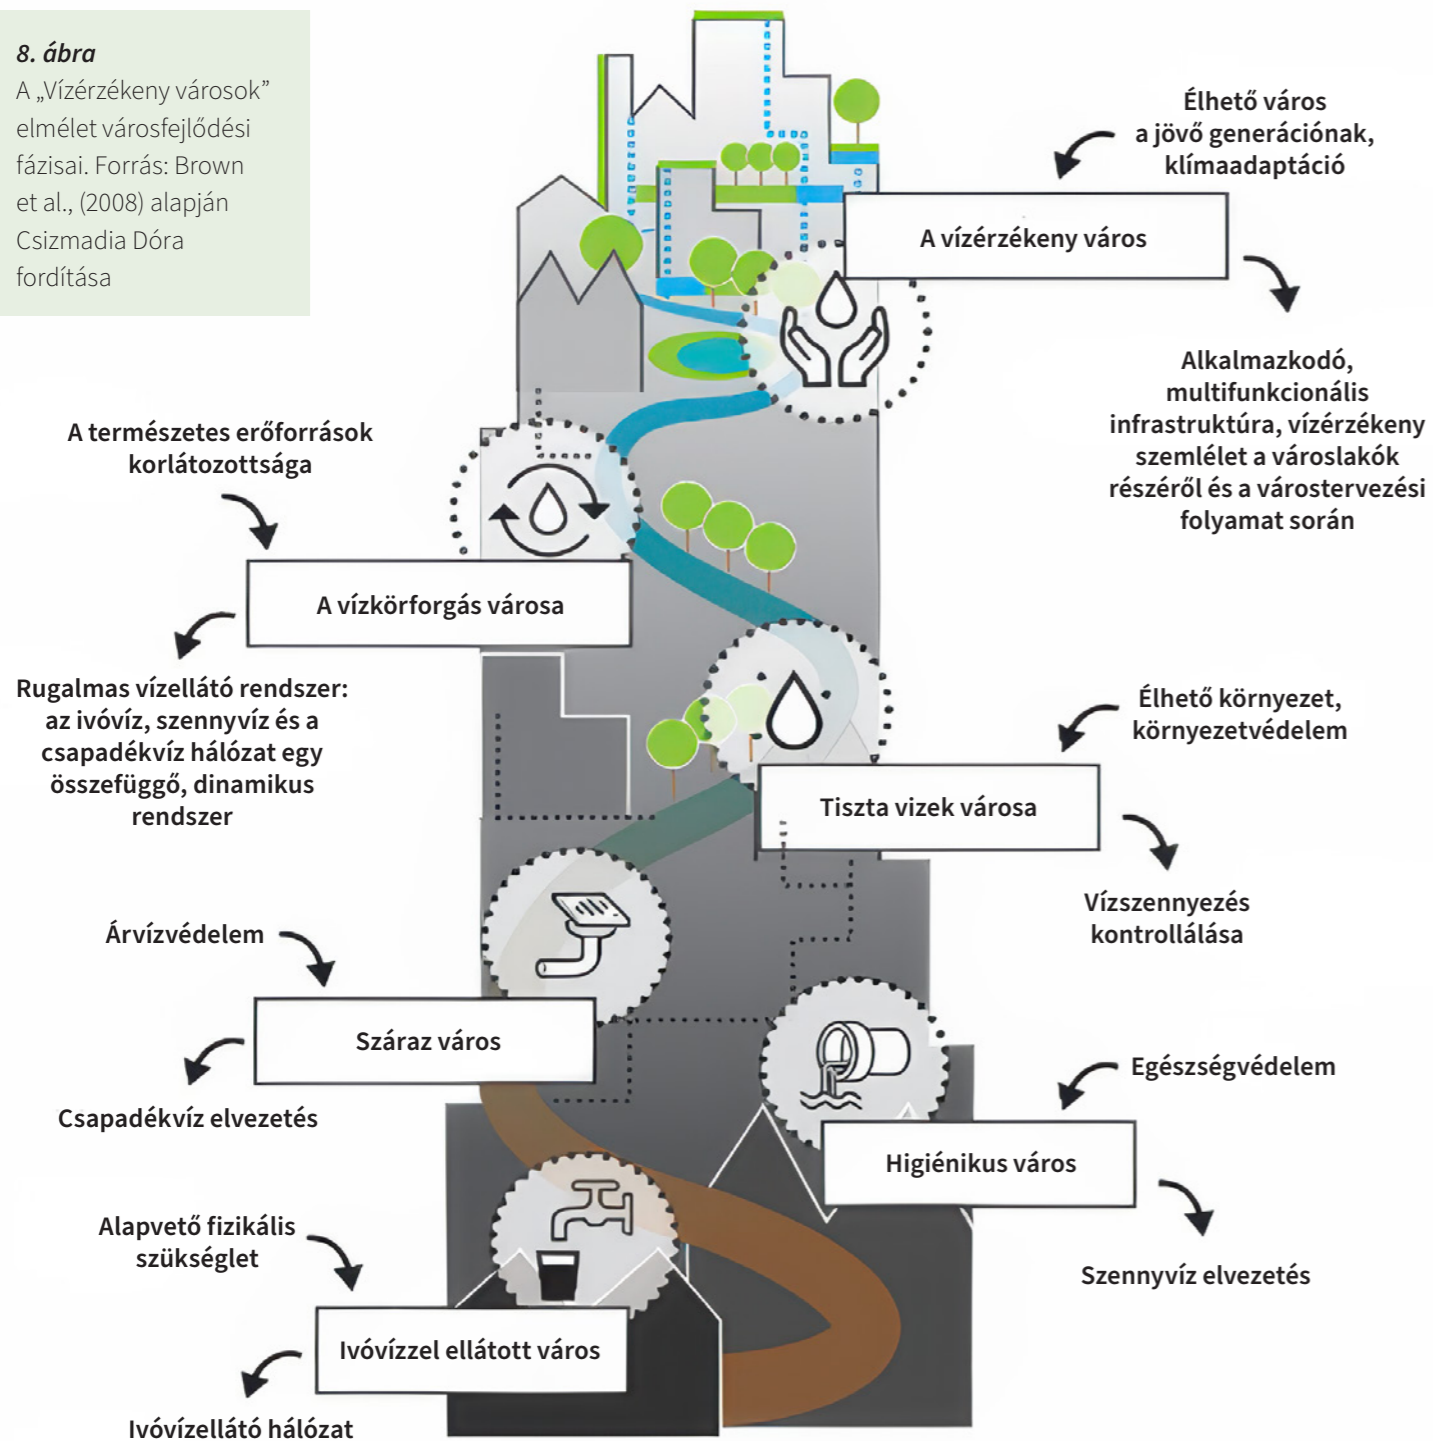 8. ábra
A „Vízérzékeny városok”
elmélet városfejlődési
fázisai. Forrás: Brown
et al., (2008) alapján
Csizmadia Dóra
fordítása
Élhető város
a jövő generációnak,
klímaadaptáció
A vízérzékeny város
Alkalmazkodó,
multifunkcionális
infrastruktúra, vízérzékeny
szemlélet a városlakók
részéről és a várostervezési
folyamat során
A természetes erőforrások
korlátozottsága
A vízkörforgás városa
Rugalmas vízellátó rendszer:
az ivóvíz, szennyvíz és a
csapadékvíz hálózat egy
összefüggő, dinamikus
rendszer
Élhető környezet,
környezetvédelem
Tiszta vizek városa
Vízszennyezés
kontrollálása
Árvízvédelem
Száraz város
Csapadékvíz elvezetés
Egészségvédelem
Higiénikus város
Szennyvíz elvezetés
Alapvető fizikális
szükséglet
Ivóvízzel ellátott város
Ivóvízellátó hálózat